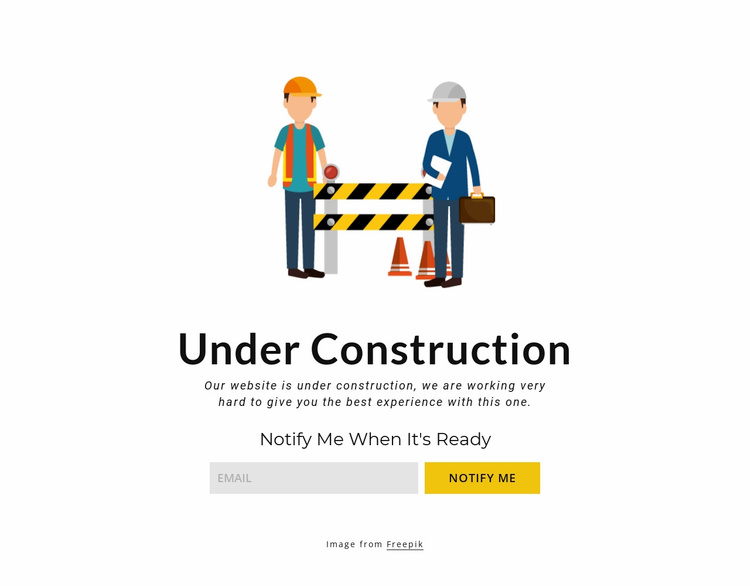 Under Construction
Our website is under construction, we are working very
hard to give you the best experience with this one.
Notify Me When It's Ready
EMAIL
NOTIFY ME
Image from Freepik